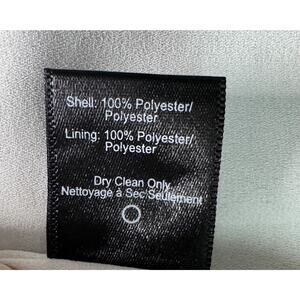 Shell: 100% Polyester/
Polyester
Lining: 100% Polyester/
Polyester
Dry Clean Only
Nettoyage à Sec Seulement